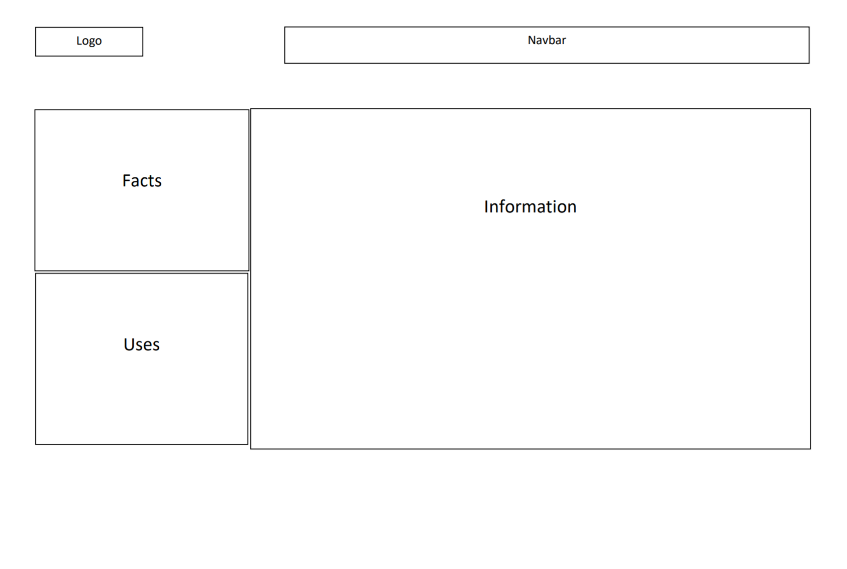 Logo
Navbar
Facts
Information
Uses